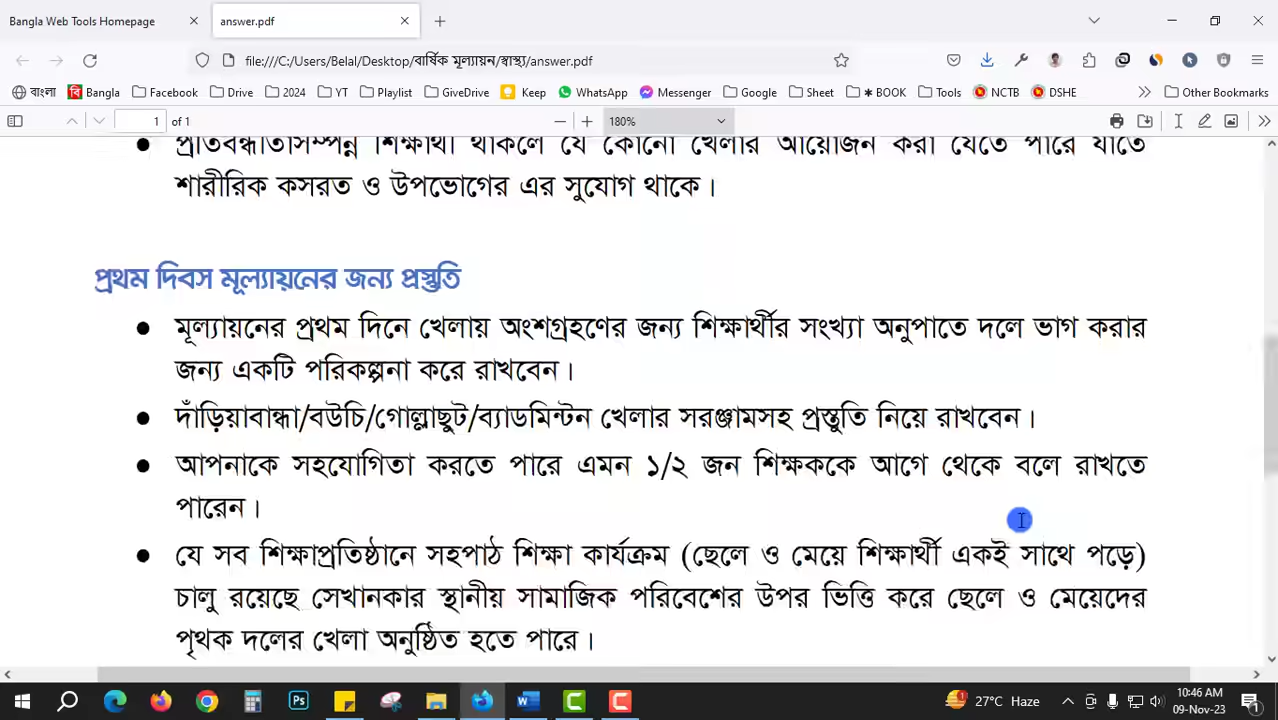 Bangla Web Tools Homepage
answer.pdf
file:///C:/Users/Belal/Desktop/বার্ষিক মূল্যায়ন/স্বাস্থ্য/answer.pdf
বাংলা Bangla Facebook Drive 2024 YT Playlist GiveDrive Keep WhatsApp Messenger Google Sheet ✱ BOOK Tools NCTB DSHE Other Bookmarks
1 of 1 180%
● প্রতিবন্ধীতাসম্পন্ন শিক্ষার্থী থাকলে যে কোনো খেলার আয়োজন করা যেতে পারে যাতে
শারীরিক কসরত ও উপভোগের এর সুযোগ থাকে।
প্রথম দিবস মূল্যায়নের জন্য প্রস্তুতি
● মূল্যায়নের প্রথম দিনে খেলায় অংশগ্রহণের জন্য শিক্ষার্থীর সংখ্যা অনুপাতে দলে ভাগ করার
জন্য একটি পরিকল্পনা করে রাখবেন।
● দাঁড়িয়াবান্ধা/বউচি/গোল্লাছুট/ব্যাডমিন্টন খেলার সরঞ্জামসহ প্রস্তুতি নিয়ে রাখবেন।
● আপনাকে সহযোগিতা করতে পারে এমন ১/২ জন শিক্ষককে আগে থেকে বলে রাখতে
পারেন।
● যে সব শিক্ষাপ্রতিষ্ঠানে সহপাঠ শিক্ষা কার্যক্রম (ছেলে ও মেয়ে শিক্ষার্থী একই সাথে পড়ে)
চালু রয়েছে সেখানকার স্থানীয় সামাজিক পরিবেশের উপর ভিত্তি করে ছেলে ও মেয়েদের
পৃথক দলের খেলা অনুষ্ঠিত হতে পারে।
27°C Haze
10:46 AM
09-Nov-23